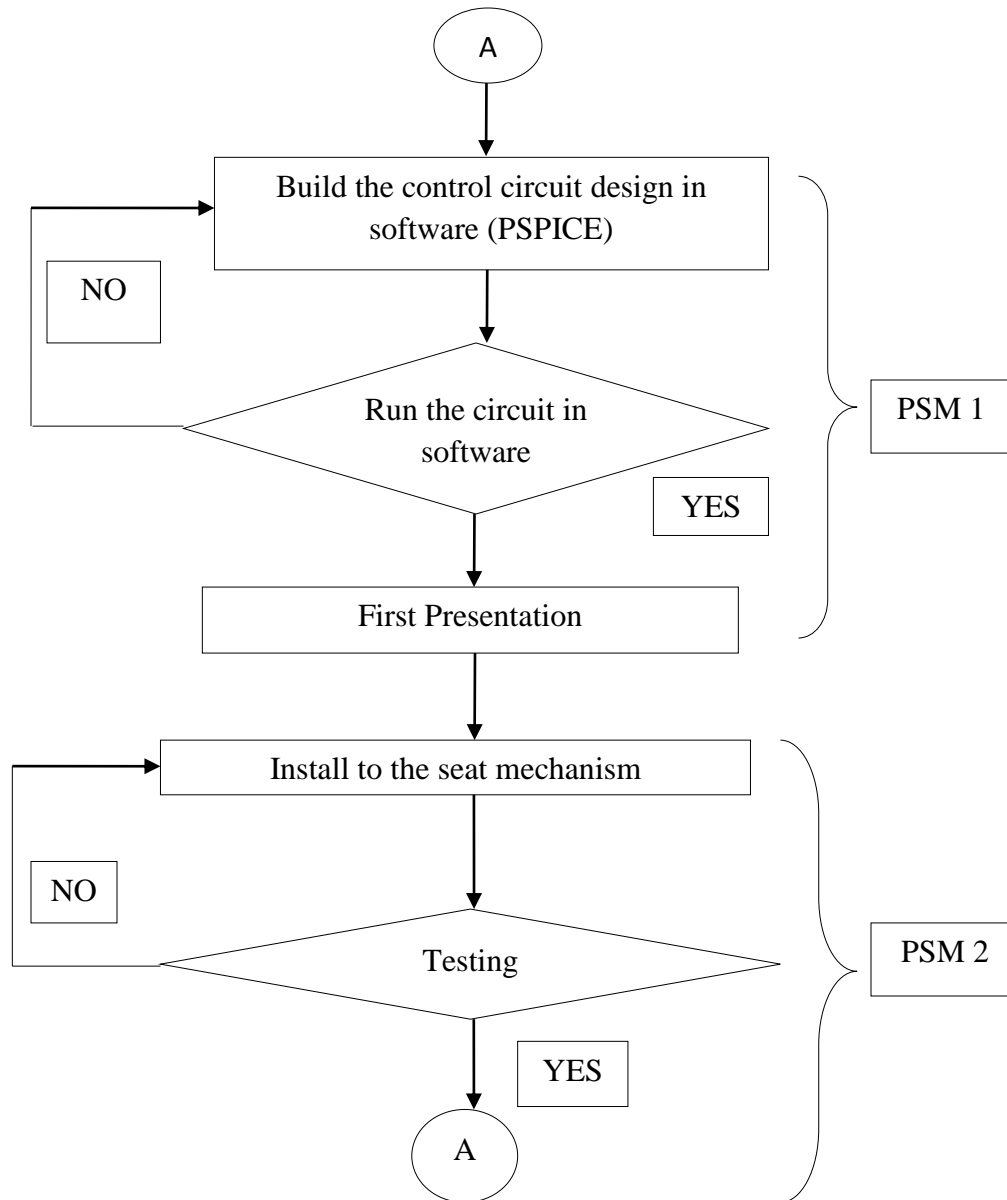 A
Build the control circuit design in
software (PSPICE)
NO
Run the circuit in
software
PSM 1
YES
First Presentation
Install to the seat mechanism
NO
Testing
PSM 2
YES
A